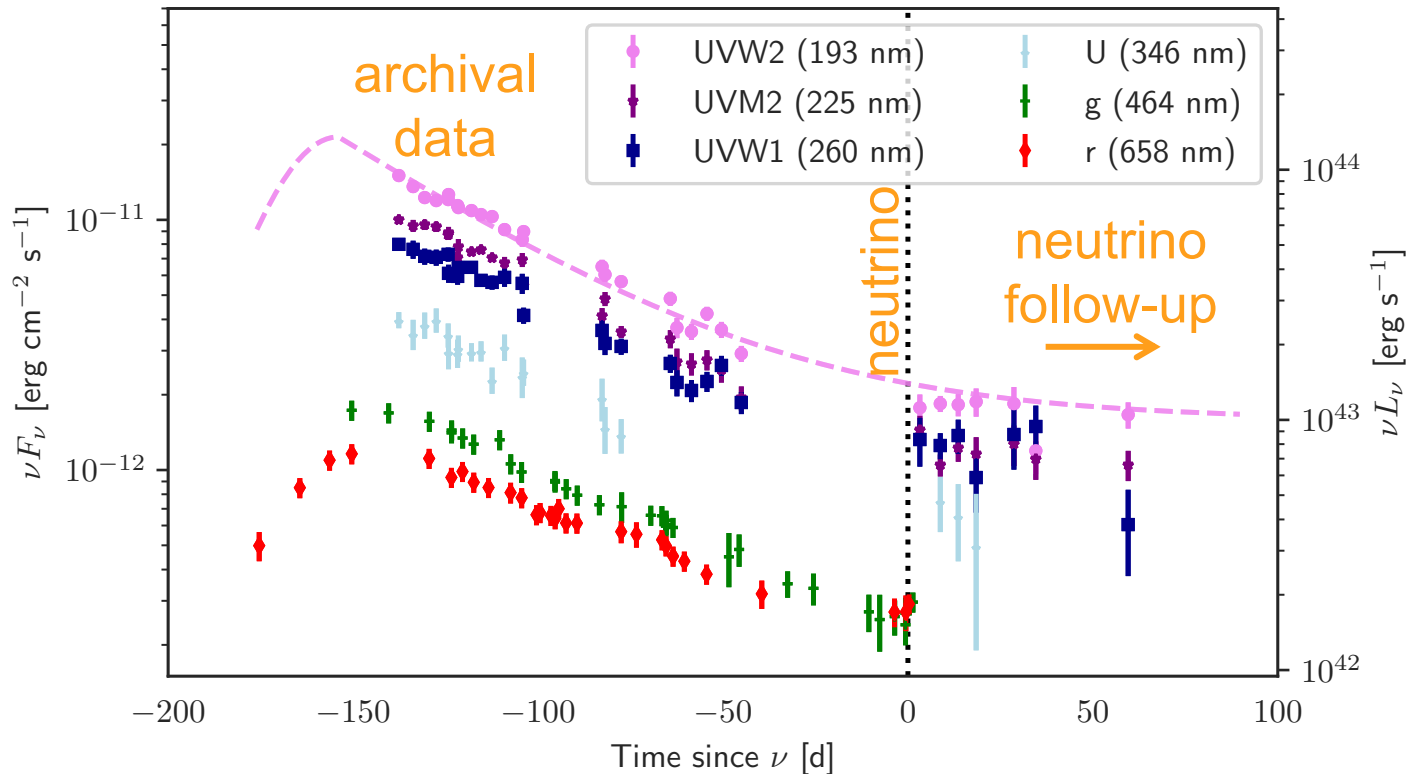 archival
data
UVW2 (193 nm)
UVM2 (225 nm)
UVW1 (260 nm)
U (346 nm)
g (464 nm)
r (658 nm)
neutrino
neutrino
follow-up
νFν [erg cm⁻² s⁻¹]
10⁻¹¹
10⁻¹²
νLν [erg s⁻¹]
10⁴⁴
10⁴³
10⁴²
−200 −150 −100 −50 0 50 100
Time since ν [d]